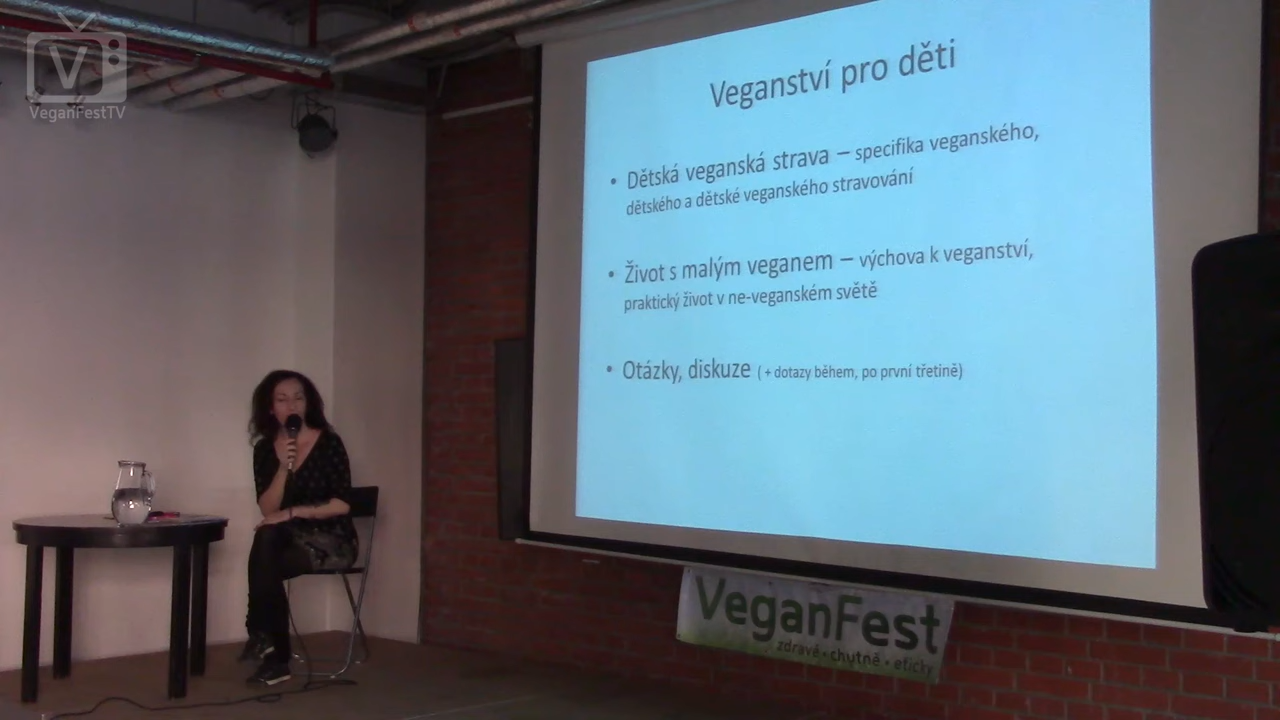 V
VeganFestTV
Veganství pro děti
• Dětská veganská strava – specifika veganského,
dětského a dětské veganského stravování
• Život s malým veganem – výchova k veganství,
praktický život v ne-veganském světě
• Otázky, diskuze ( + dotazy během, po první třetině)
VeganFest
zdravě • chutně • eticky